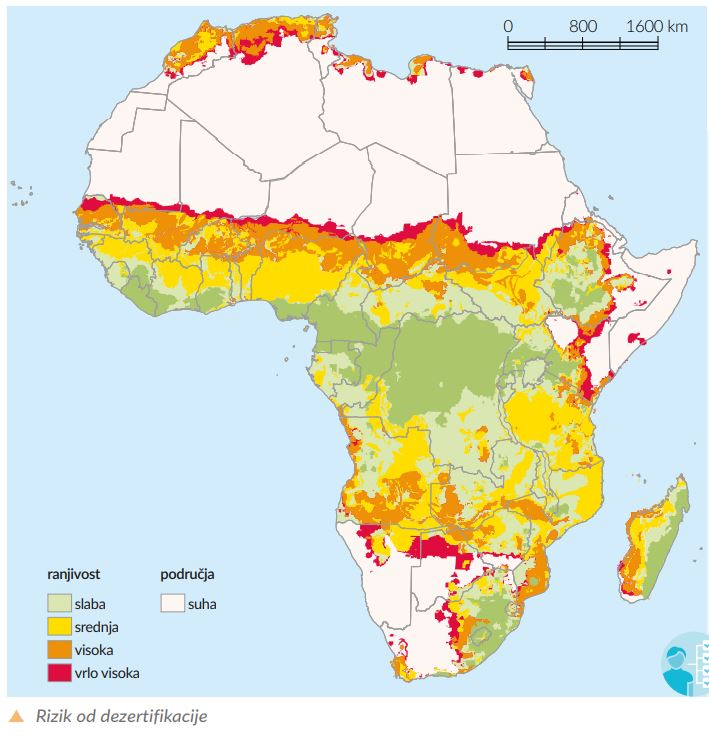 0 800 1600 km
ranjivost područja
slaba suha
srednja
visoka
vrlo visoka
Rizik od dezertifikacije